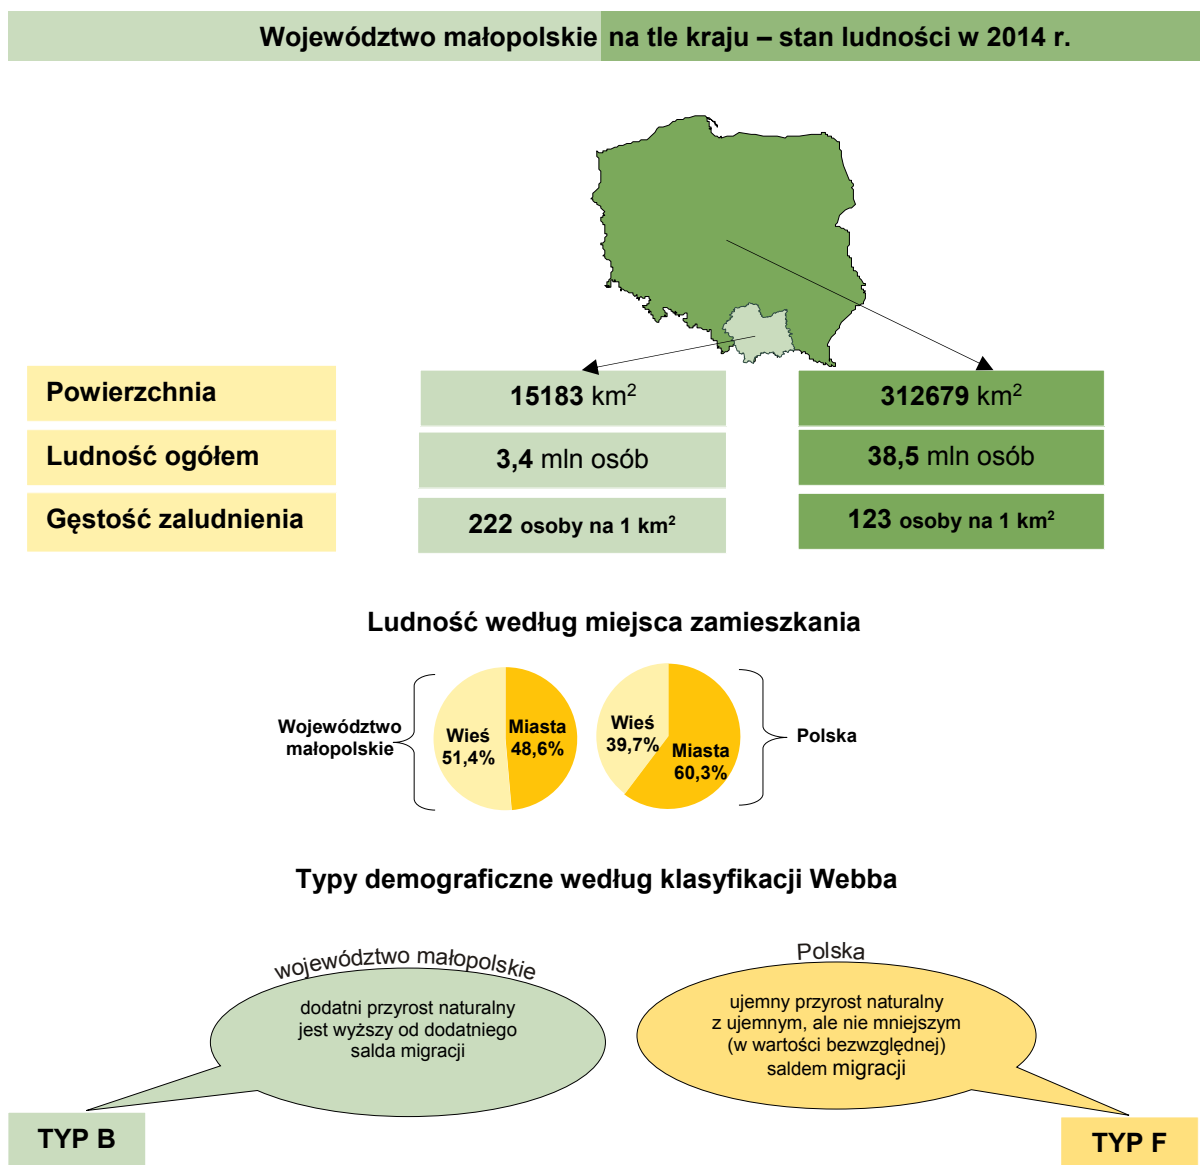 Województwo małopolskie na tle kraju – stan ludności w 2014 r.
Powierzchnia
15183 km²
312679 km²
Ludność ogółem
3,4 mln osób
38,5 mln osób
Gęstość zaludnienia
222 osoby na 1 km²
123 osoby na 1 km²
Ludność według miejsca zamieszkania
Województwo
małopolskie
Wieś
51,4%
Miasta
48,6%
Wieś
39,7%
Miasta
60,3%
Polska
Typy demograficzne według klasyfikacji Webba
województwo małopolskie
dodatni przyrost naturalny
jest wyższy od dodatniego
salda migracji
TYP B
Polska
ujemny przyrost naturalny
z ujemnym, ale nie mniejszym
(w wartości bezwzględnej)
saldem migracji
TYP F